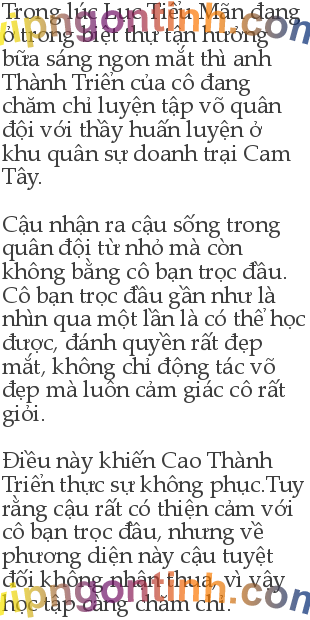 Trong lúc Lục Tiểu Mãn đang
ở trong biệt thự tận hưởng
bữa sáng ngon mắt thì anh
Thành Triển của cô đang
chăm chỉ luyện tập võ quân
đội với thầy huấn luyện ở
khu quân sự doanh trại Cam
Tây.
Cậu nhận ra cậu sống trong
quân đội từ nhỏ mà còn
không bằng cô bạn trọc đầu.
Cô bạn trọc đầu gần như là
nhìn qua một lần là có thể học
được, đánh quyền rất đẹp
mắt, không chỉ động tác võ
đẹp mà luôn cảm giác cô rất
giỏi.
Điều này khiến Cao Thành
Triển thực sự không phục.Tuy
rằng cậu rất có thiện cảm với
cô bạn trọc đầu, nhưng về
phương diện này cậu tuyệt
đối không nhận thua, vì vậy
học tập càng chăm chỉ.
vipngontinh.com
vipngontinh.com